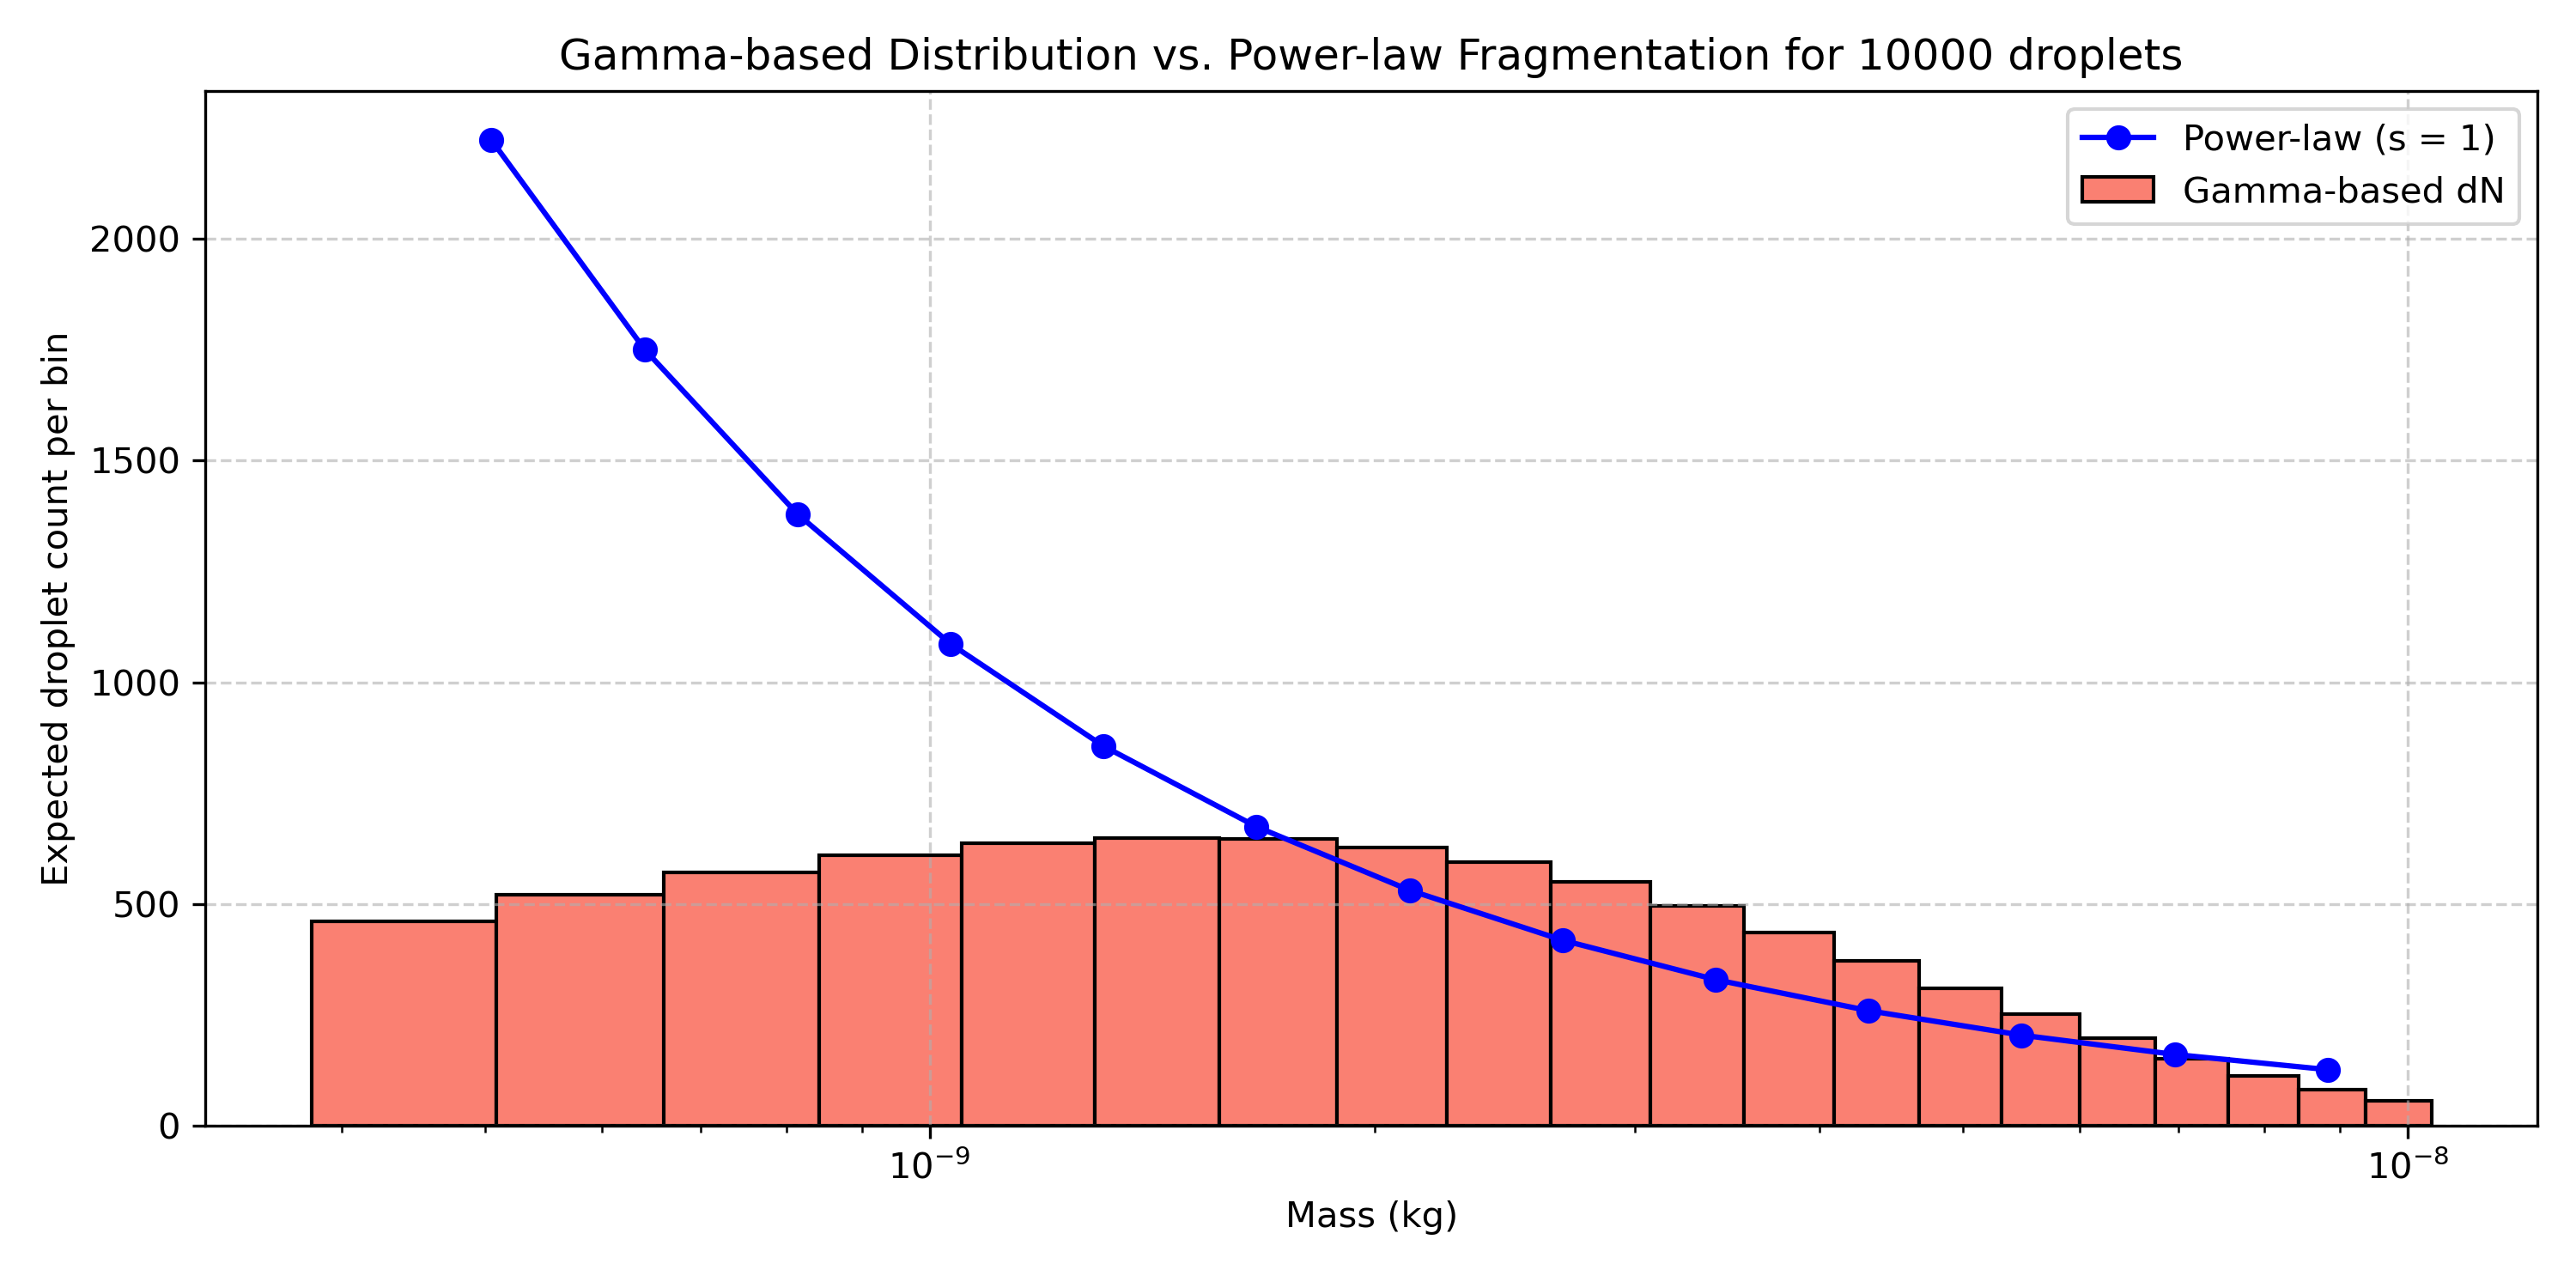 Gamma-based Distribution vs. Power-law Fragmentation for 10000 droplets
Power-law (s = 1)
Gamma-based dN
Expected droplet count per bin
2000
1500
1000
500
0
10⁻⁹
10⁻⁸
Mass (kg)